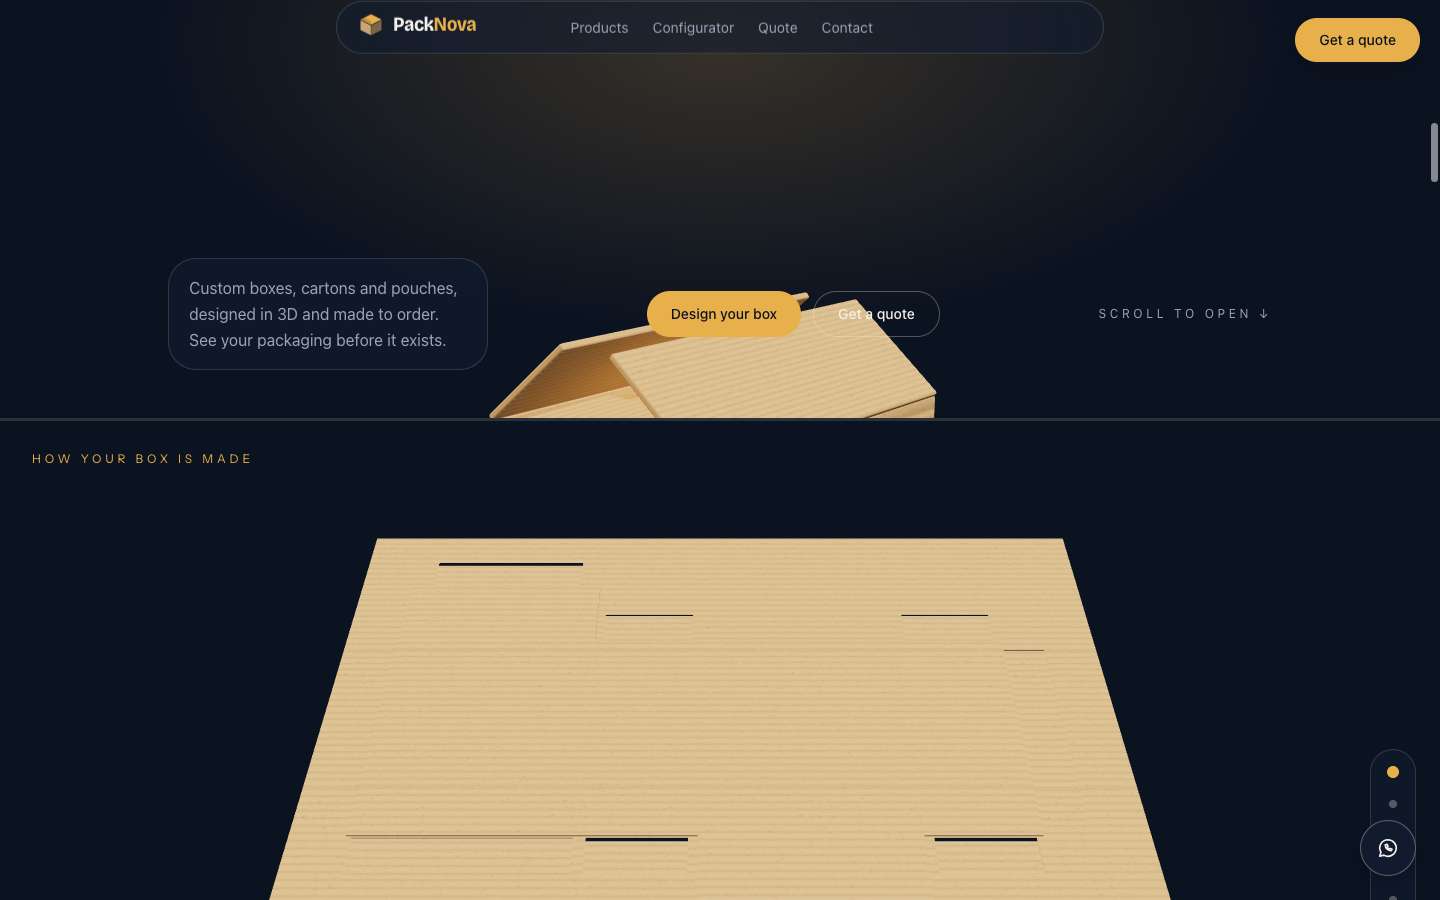 PackNova
Products
Configurator
Quote
Contact
Get a quote
Custom boxes, cartons and pouches,
designed in 3D and made to order.
See your packaging before it exists.
Design your box
Get a quote
SCROLL TO OPEN ↓
HOW YOUR BOX IS MADE